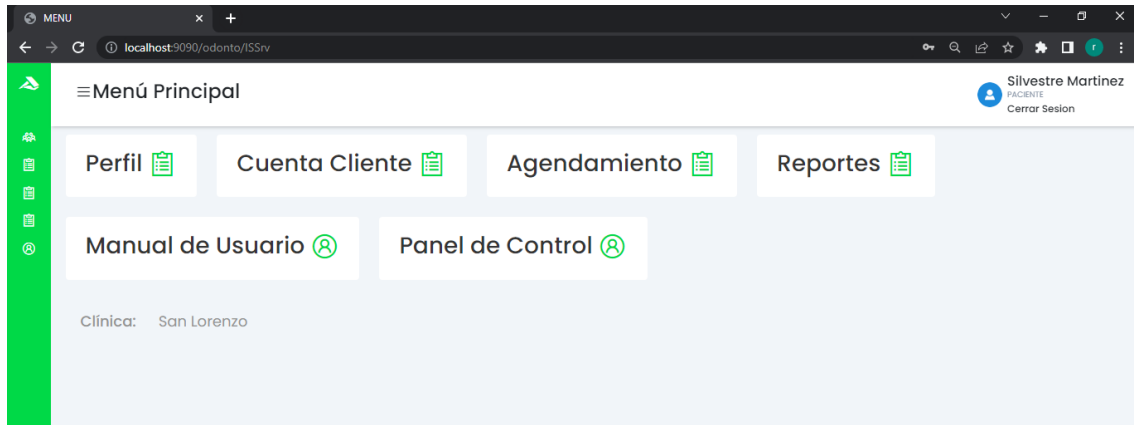 MENU
localhost:9090/odonto/ISSrv
r
Menú Principal
Silvestre Martinez
PACIENTE
Cerrar Sesion
Perfil
Cuenta Cliente
Agendamiento
Reportes
Manual de Usuario
Panel de Control
Clínica: San Lorenzo